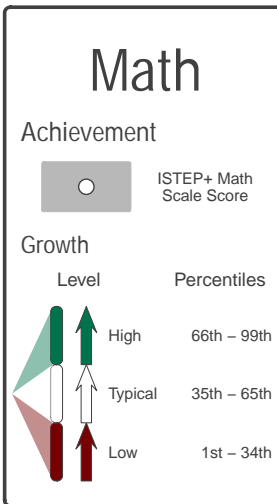 Math
Achievement
ISTEP+ Math
Scale Score
Growth
Level Percentiles
High 66th – 99th
Typical 35th – 65th
Low 1st – 34th